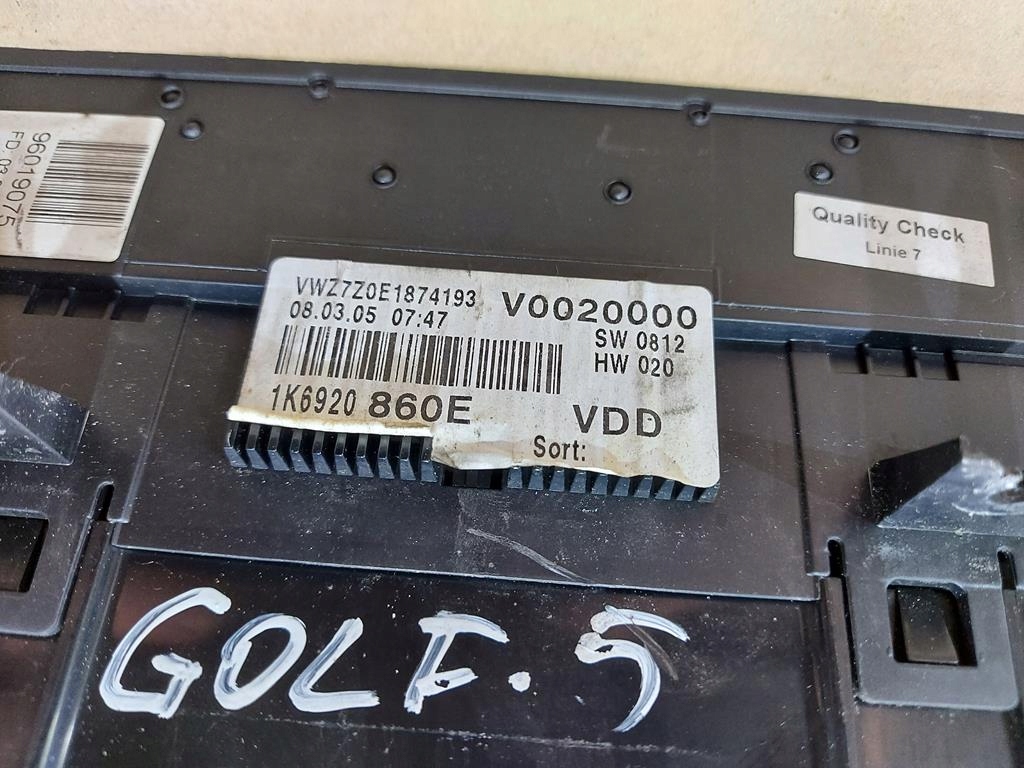 96019075
Quality Check
Linie 7
VWZ7Z0E1874193 V0020000
08.03.05 07:47 SW 0812
HW 020
1K6920 860E VDD
Sort:
GOLF.5